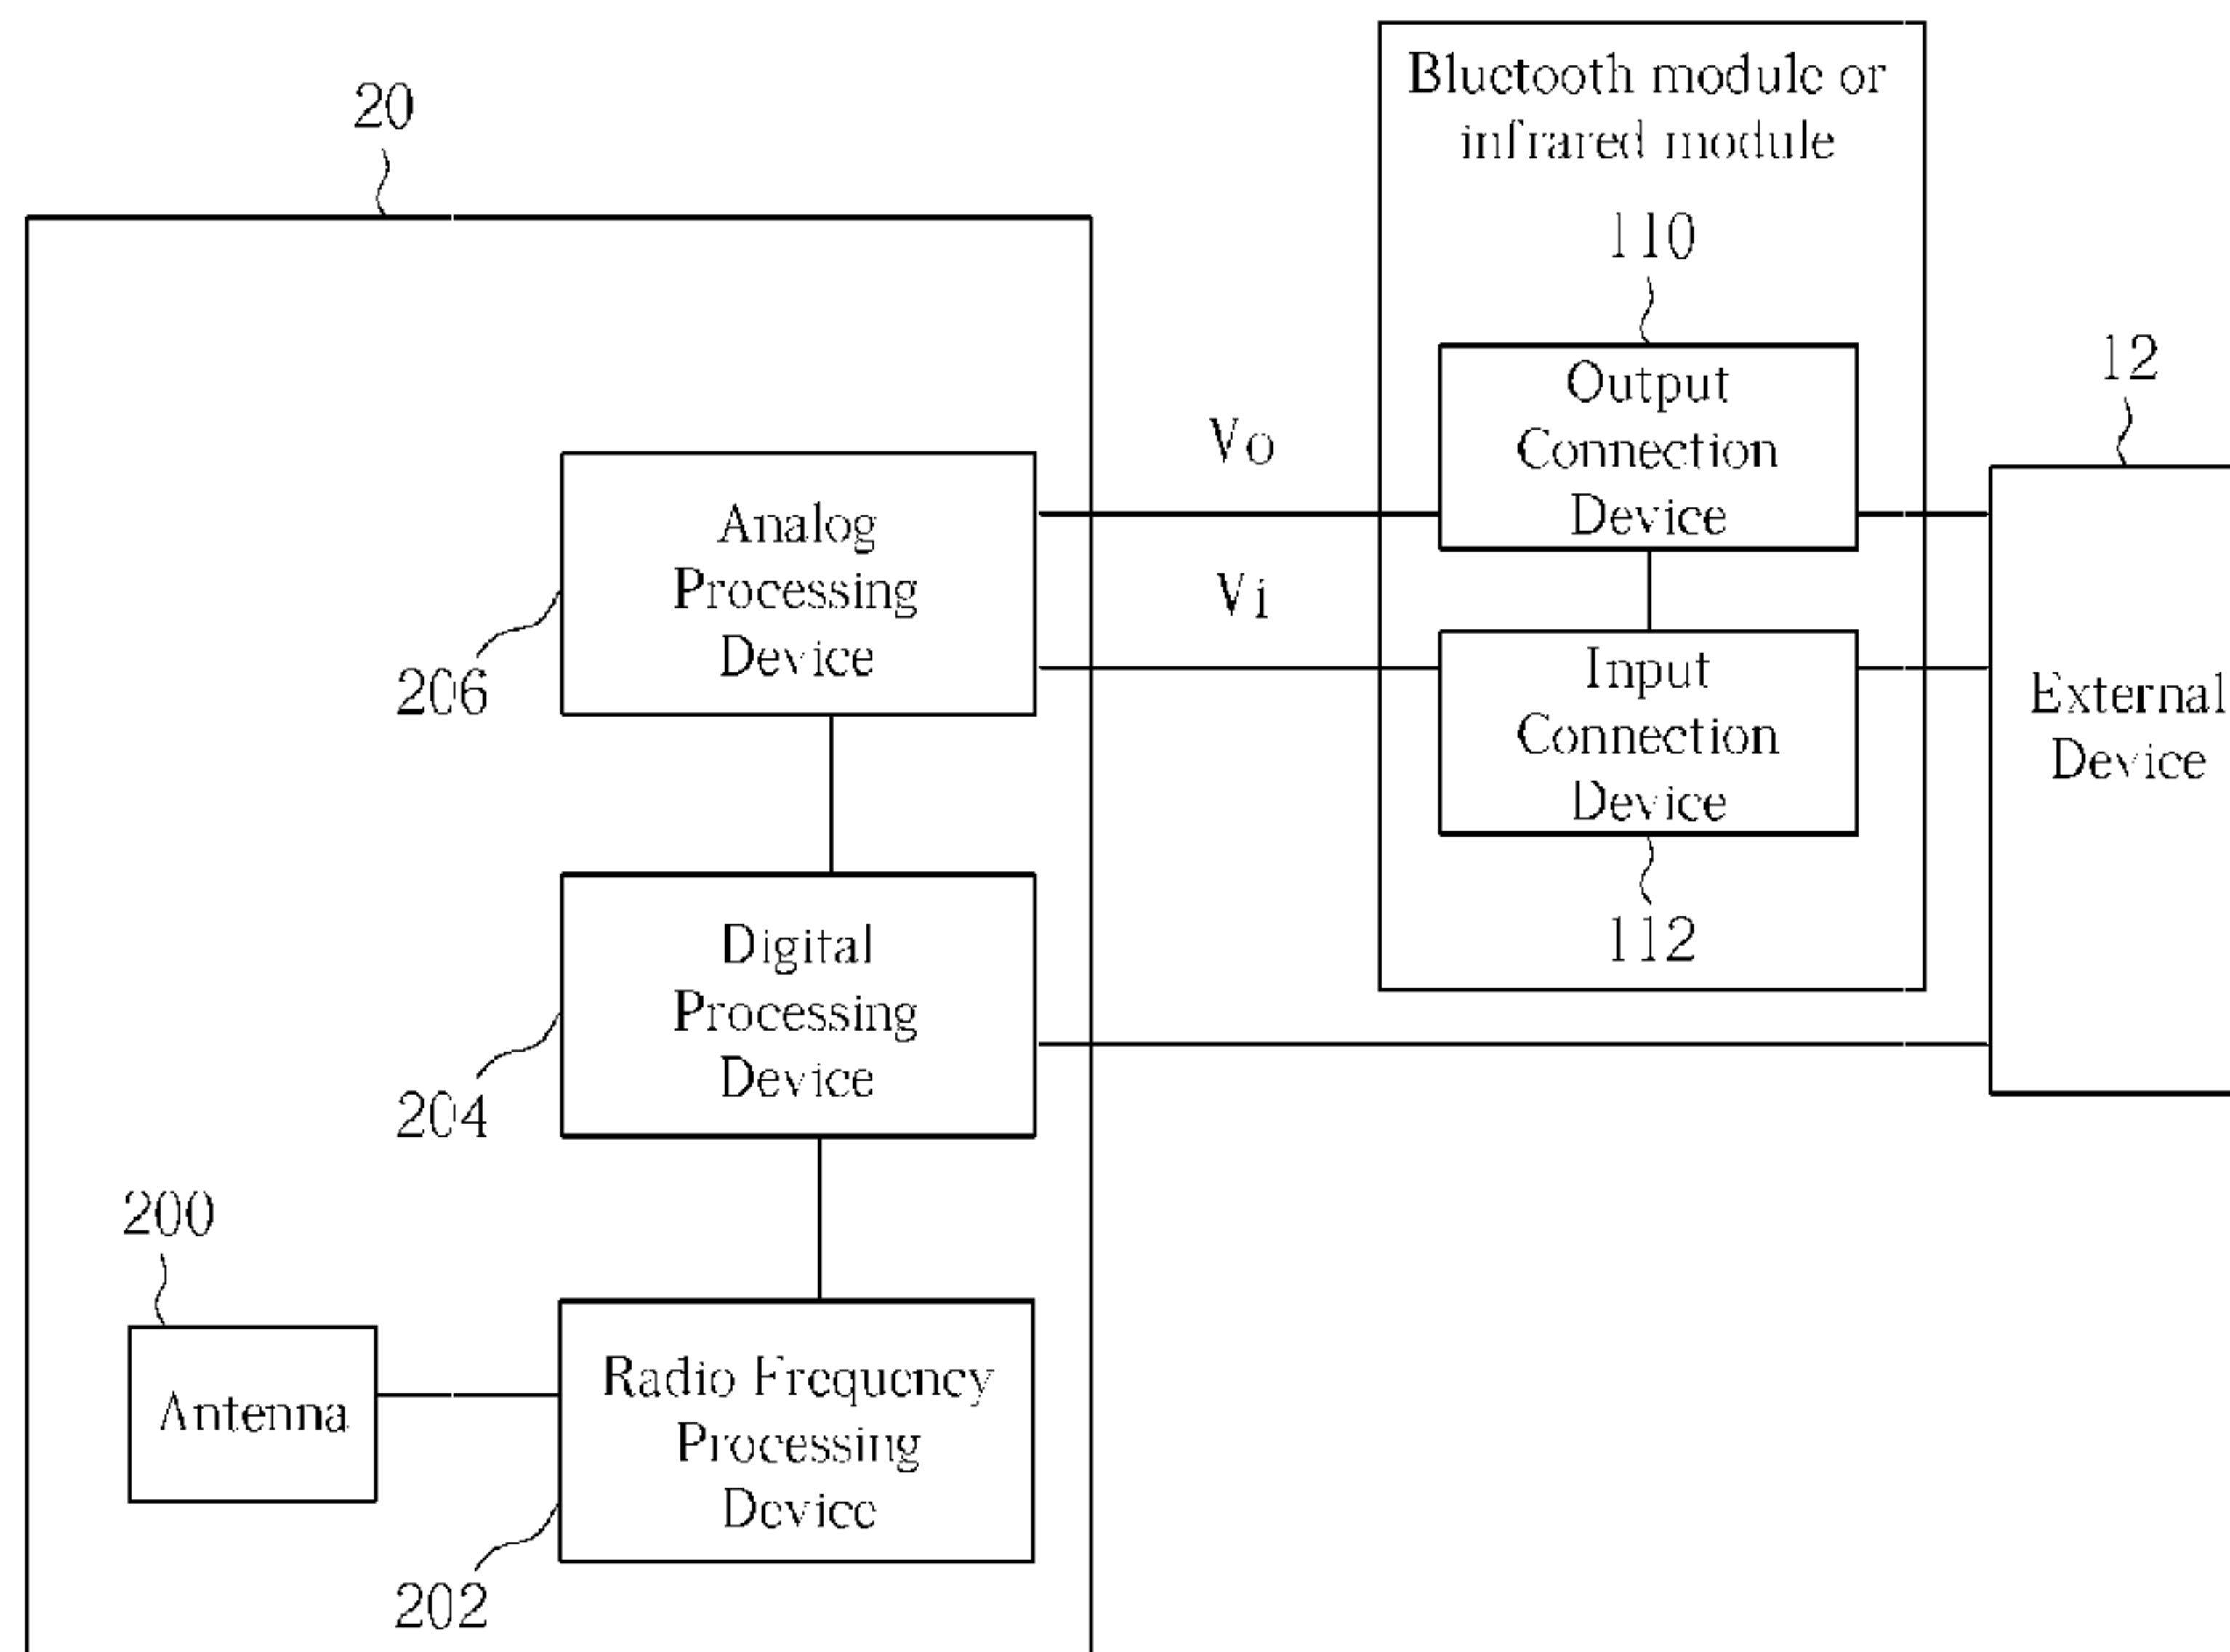 20
Bluetooth module or
infrared module
110
Output
Connection
Device
12
Vo
Analog
Processing
Device
206
Vi
Input
Connection
Device
112
External
Device
Digital
Processing
Device
204
200
Antenna
Radio Frequency
Processing
Device
202